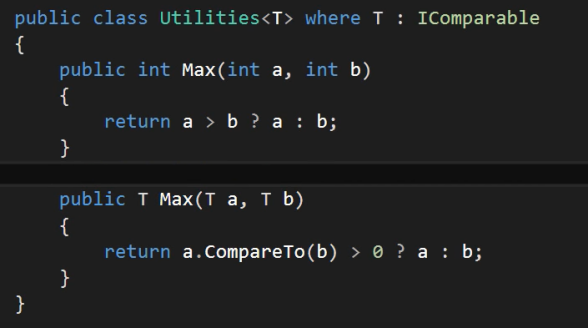 public class Utilities<T> where T : IComparable
{
    public int Max(int a, int b)
    {
        return a > b ? a : b;
    }
    public T Max(T a, T b)
    {
        return a.CompareTo(b) > 0 ? a : b;
    }
}